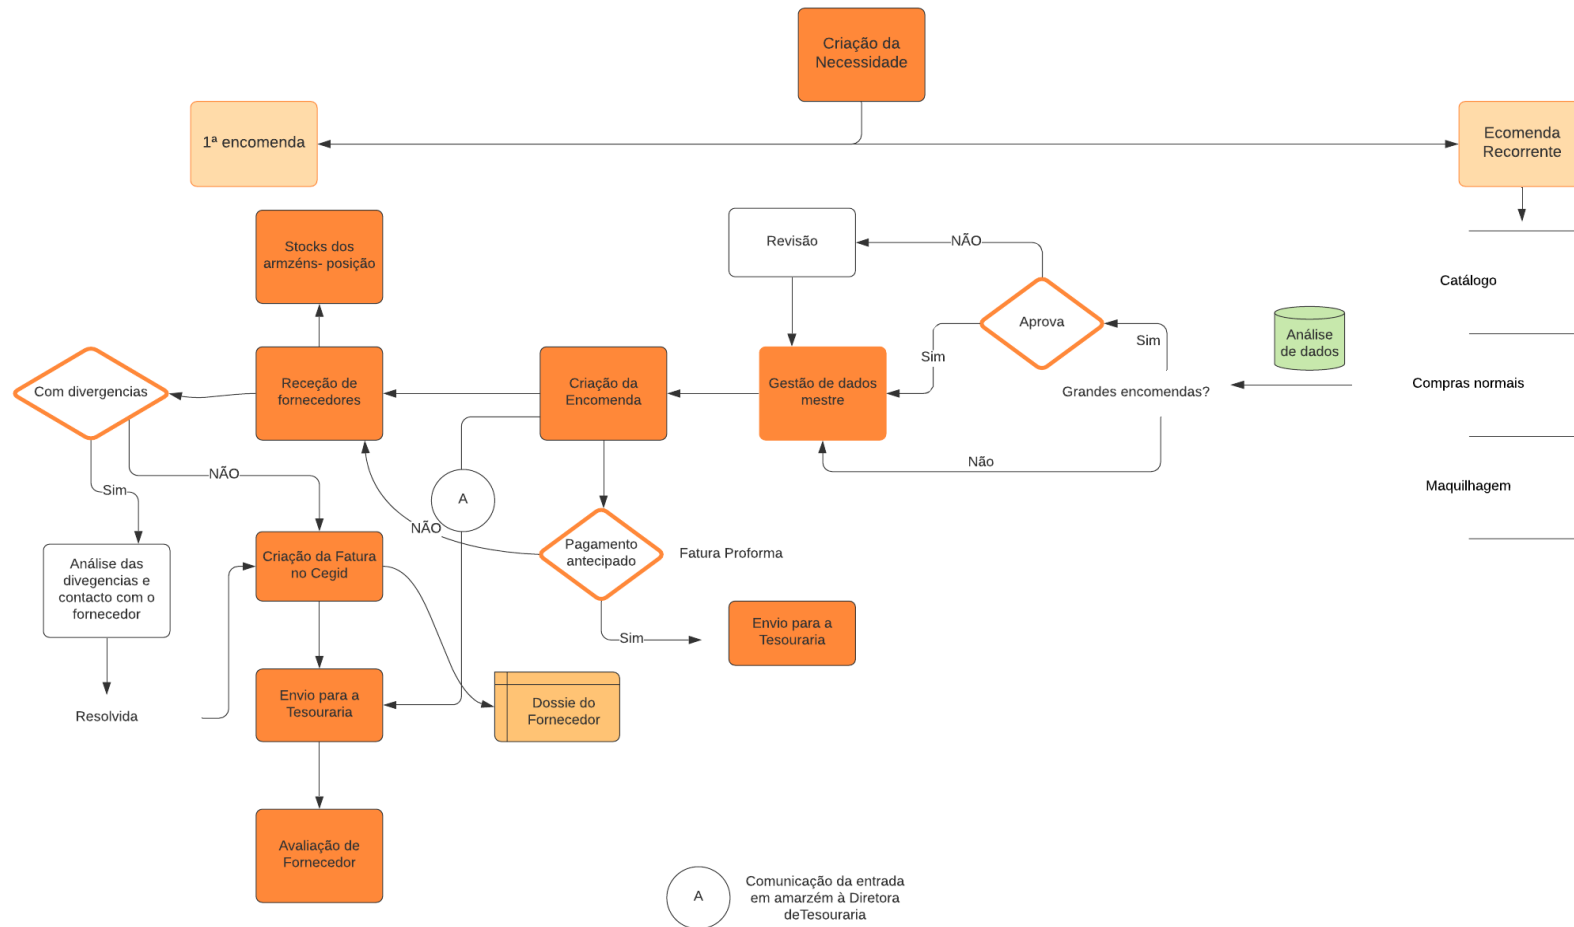 Criação da
Necessidade
1ª encomenda
Ecomenda
Recorrente
Stocks dos
armzéns- posição
Revisão
NÃO
Aprova
Sim
Sim
Catálogo
Análise
de dados
Com divergencias
Receção de
fornecedores
Criação da
Encomenda
Gestão de dados
mestre
Grandes encomendas?
Compras normais
NÃO
Sim
A
NÃO
Não
Maquilhagem
Análise das
divegencias e
contacto com o
fornecedor
Criação da Fatura
no Cegid
Pagamento
antecipado
Fatura Proforma
Sim
Envio para a
Tesouraria
Resolvida
Envio para a
Tesouraria
Dossie do
Fornecedor
Avaliação de
Fornecedor
A
Comunicação da entrada
em amarzém à Diretora
deTesouraria